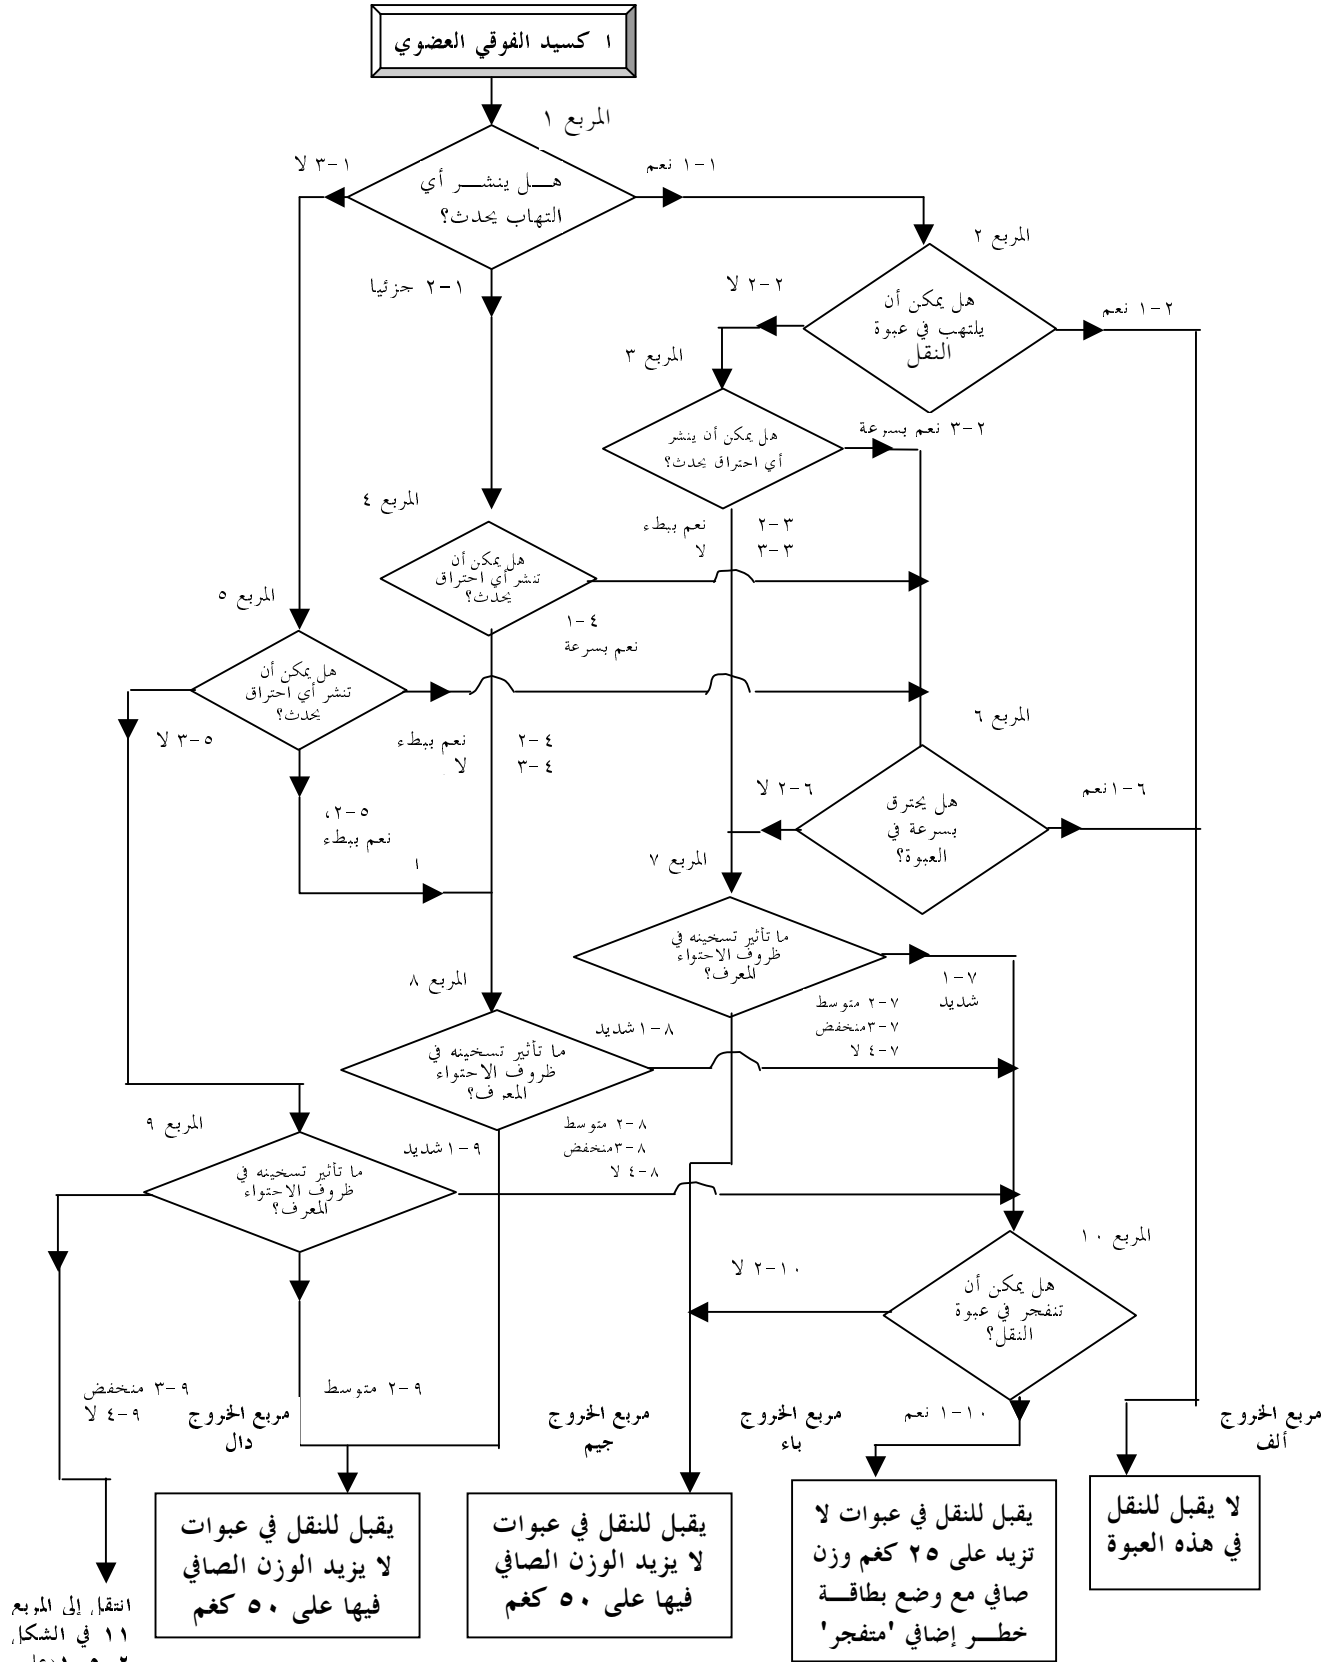 ١ كسيد الفوقي العضوي
المربع ١
١-٣ لا
١-١ نعم
هــل ينشــر أي
التهاب يحدث؟
١-٢ جزئيا
المربع ٢
٢-٢ لا
٢-١ نعم
هل يمكن أن
يلتهب في عبوة
النقل
المربع ٣
٢-٣ نعم بسرعة
هل يمكن أن ينشر
أي احتراق يحدث؟
٣-٢ نعم ببطء
٣-٣ لا
المربع ٤
هل يمكن أن
تنشر أي احتراق
يحدث؟
٤-١
نعم بسرعة
المربع ٥
هل يمكن أن
تنشر أي احتراق
يحدث؟
٥-٣ لا
٤-٢ نعم ببطء
٤-٣ لا
٥-٢،
نعم ببطء
١
المربع ٦
٦-٢ لا
٦-١نعم
هل يحترق
بسرعة في
العبوة؟
المربع ٧
ما تأثير تسخينه في
ظروف الاحتواء
المعرف؟
٧-١
شديد
٧-٢ متوسط
٧-٣منخفض
٧-٤ لا
المربع ٨
٨-١شديد
ما تأثير تسخينه في
ظروف الاحتواء
المعرف؟
٨-٢ متوسط
٨-٣منخفض
٨-٤ لا
المربع ٩
٩-١شديد
ما تأثير تسخينه في
ظروف الاحتواء
المعرف؟
المربع ١٠
١٠-٢ لا
هل يمكن أن
تنفجر في عبوة
النقل؟
٩-٣ منخفض
٩-٤ لا
٩-٢ متوسط
١٠-١ نعم
مربع الخروج
ألف
مربع الخروج
باء
مربع الخروج
جيم
مربع الخروج
دال
لا يقبل للنقل
في هذه العبوة
يقبل للنقل في عبوات لا
تزيد على ٢٥ كغم وزن
صافي مع وضع بطاقــة
خطــر إضافي 'متفجر'
يقبل للنقل في عبوات
لا يزيد الوزن الصافي
فيها على ٥٠ كغم
يقبل للنقل في عبوات
لا يزيد الوزن الصافي
فيها على ٥٠ كغم
انتقل إلى المربع
١١ في الشكل